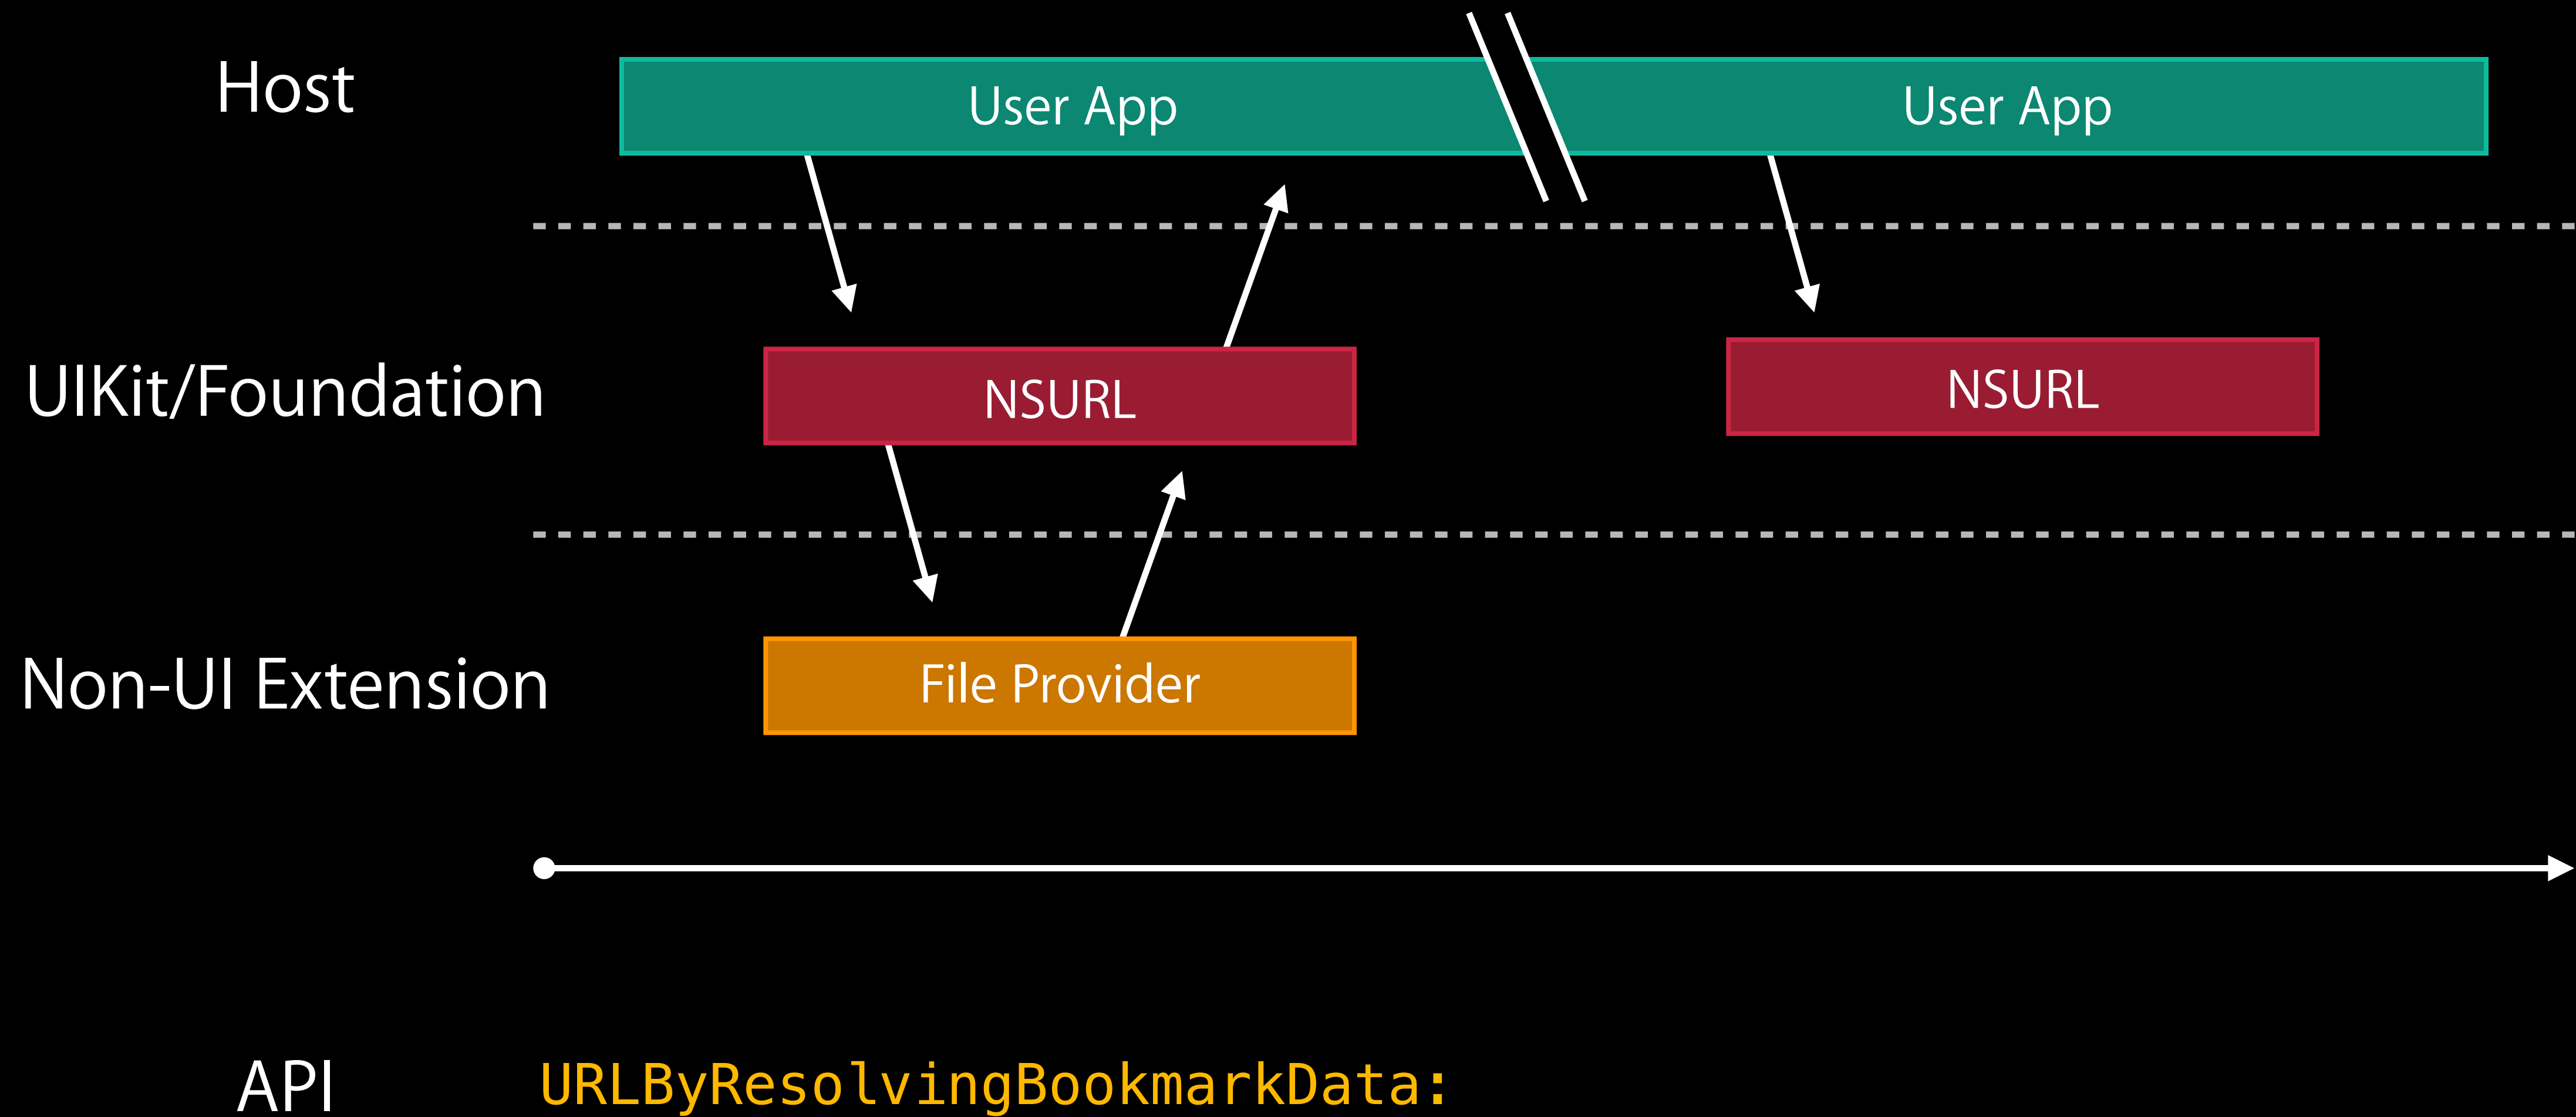 Host
User App
User App
UIKit/Foundation
NSURL
NSURL
Non-UI Extension
File Provider
API
URLByResolvingBookmarkData: